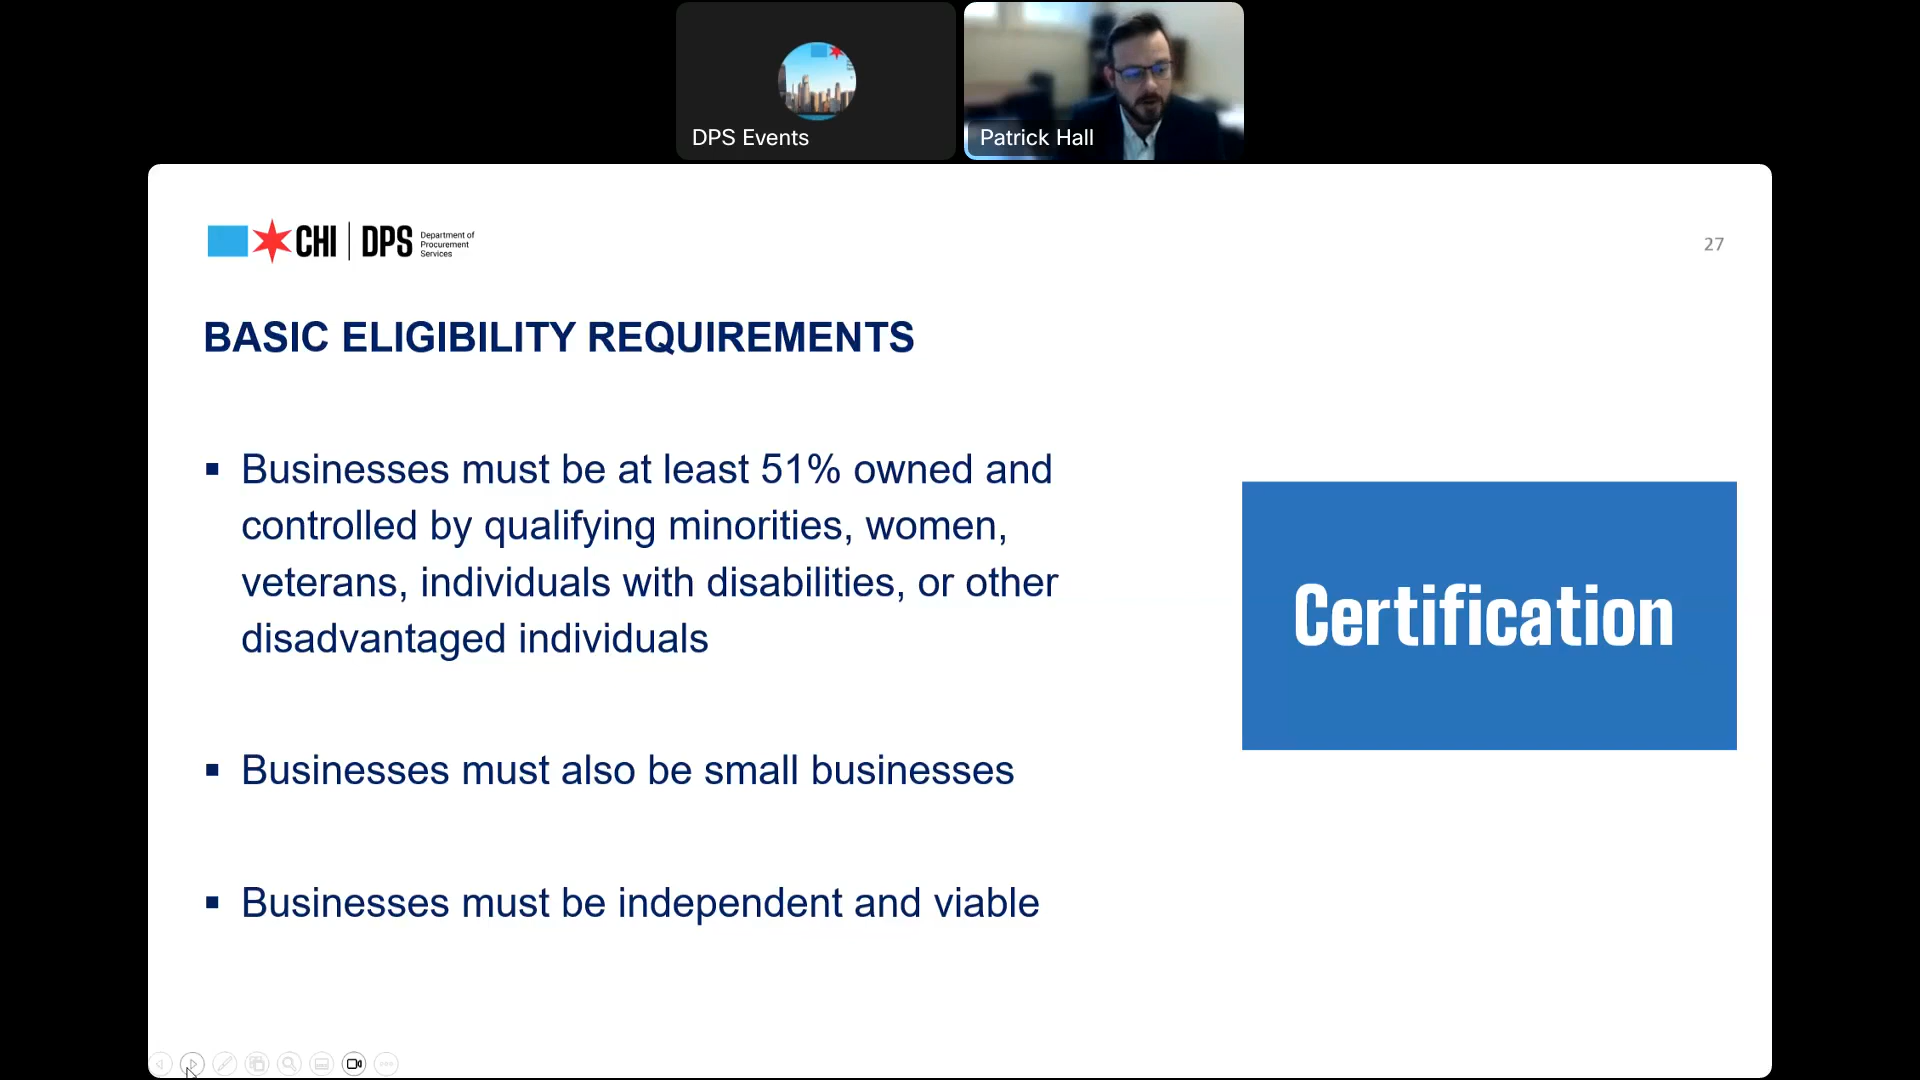 DPS Events
Patrick Hall
CHI DPS Department of
Procurement
Services
27
BASIC ELIGIBILITY REQUIREMENTS
▪ Businesses must be at least 51% owned and
controlled by qualifying minorities, women,
veterans, individuals with disabilities, or other
disadvantaged individuals
Certification
▪ Businesses must also be small businesses
▪ Businesses must be independent and viable